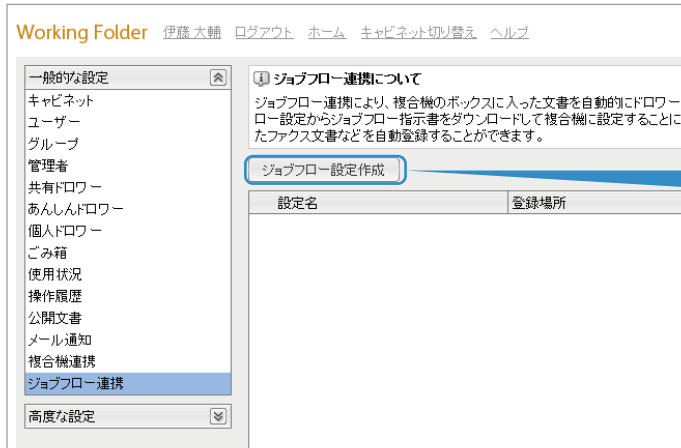 Working Folder 伊藤 大輔 ログアウト ホーム キャビネット切り替え ヘルプ
一般的な設定
キャビネット
ユーザー
グループ
管理者
共有ドロワー
あんしんドロワー
個人ドロワー
ごみ箱
使用状況
操作履歴
公開文書
メール通知
複合機連携
ジョブフロー連携
高度な設定
ジョブフロー連携について
ジョブフロー連携により、複合機のボックスに入った文書を自動的にドロワー
ロー設定からジョブフロー指示書をダウンロードして複合機に設定することに
たファクス文書などを自動登録することができます。
ジョブフロー設定作成
設定名 登録場所